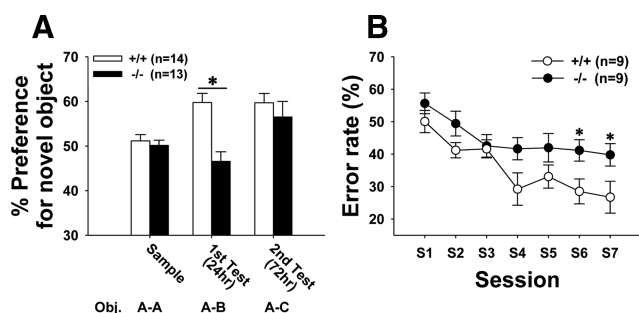 A
+/+ (n=14)
-/- (n=13)
*
% Preference
for novel object
70
60
50
40
30
Sample
1st Test
(24hr)
2nd Test
(72hr)
Obj. A-A A-B A-C
B
+/+ (n=9)
-/- (n=9)
* *
Error rate (%)
80
70
60
50
40
30
20
S1 S2 S3 S4 S5 S6 S7
Session